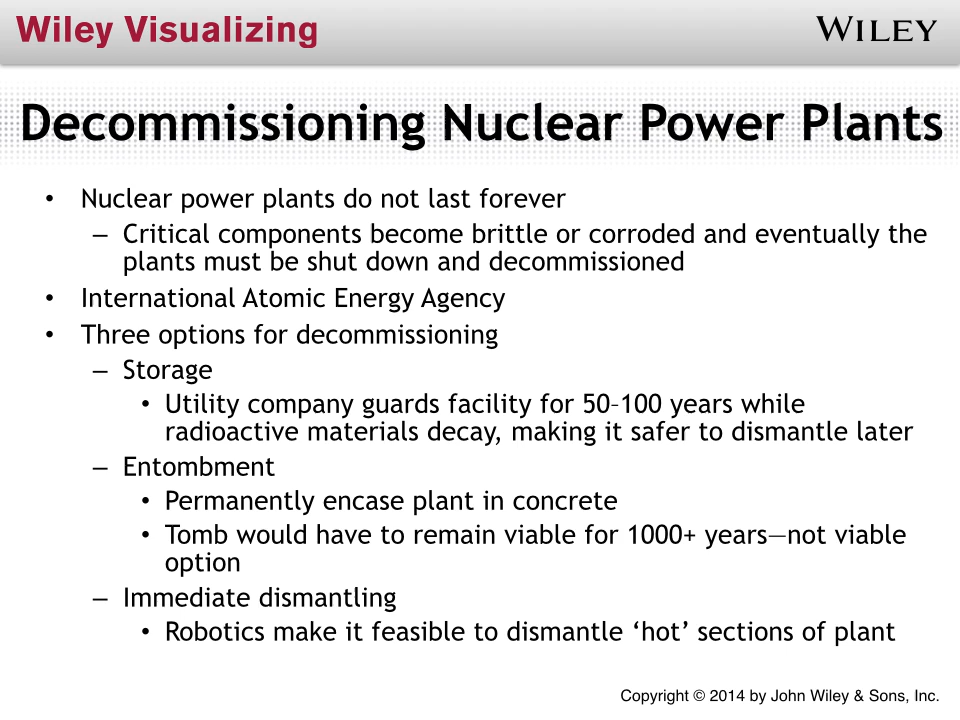 Wiley Visualizing
WILEY
Decommissioning Nuclear Power Plants
• Nuclear power plants do not last forever
– Critical components become brittle or corroded and eventually the
plants must be shut down and decommissioned
• International Atomic Energy Agency
• Three options for decommissioning
– Storage
• Utility company guards facility for 50–100 years while
radioactive materials decay, making it safer to dismantle later
– Entombment
• Permanently encase plant in concrete
• Tomb would have to remain viable for 1000+ years—not viable
option
– Immediate dismantling
• Robotics make it feasible to dismantle ‘hot’ sections of plant
Copyright © 2014 by John Wiley & Sons, Inc.